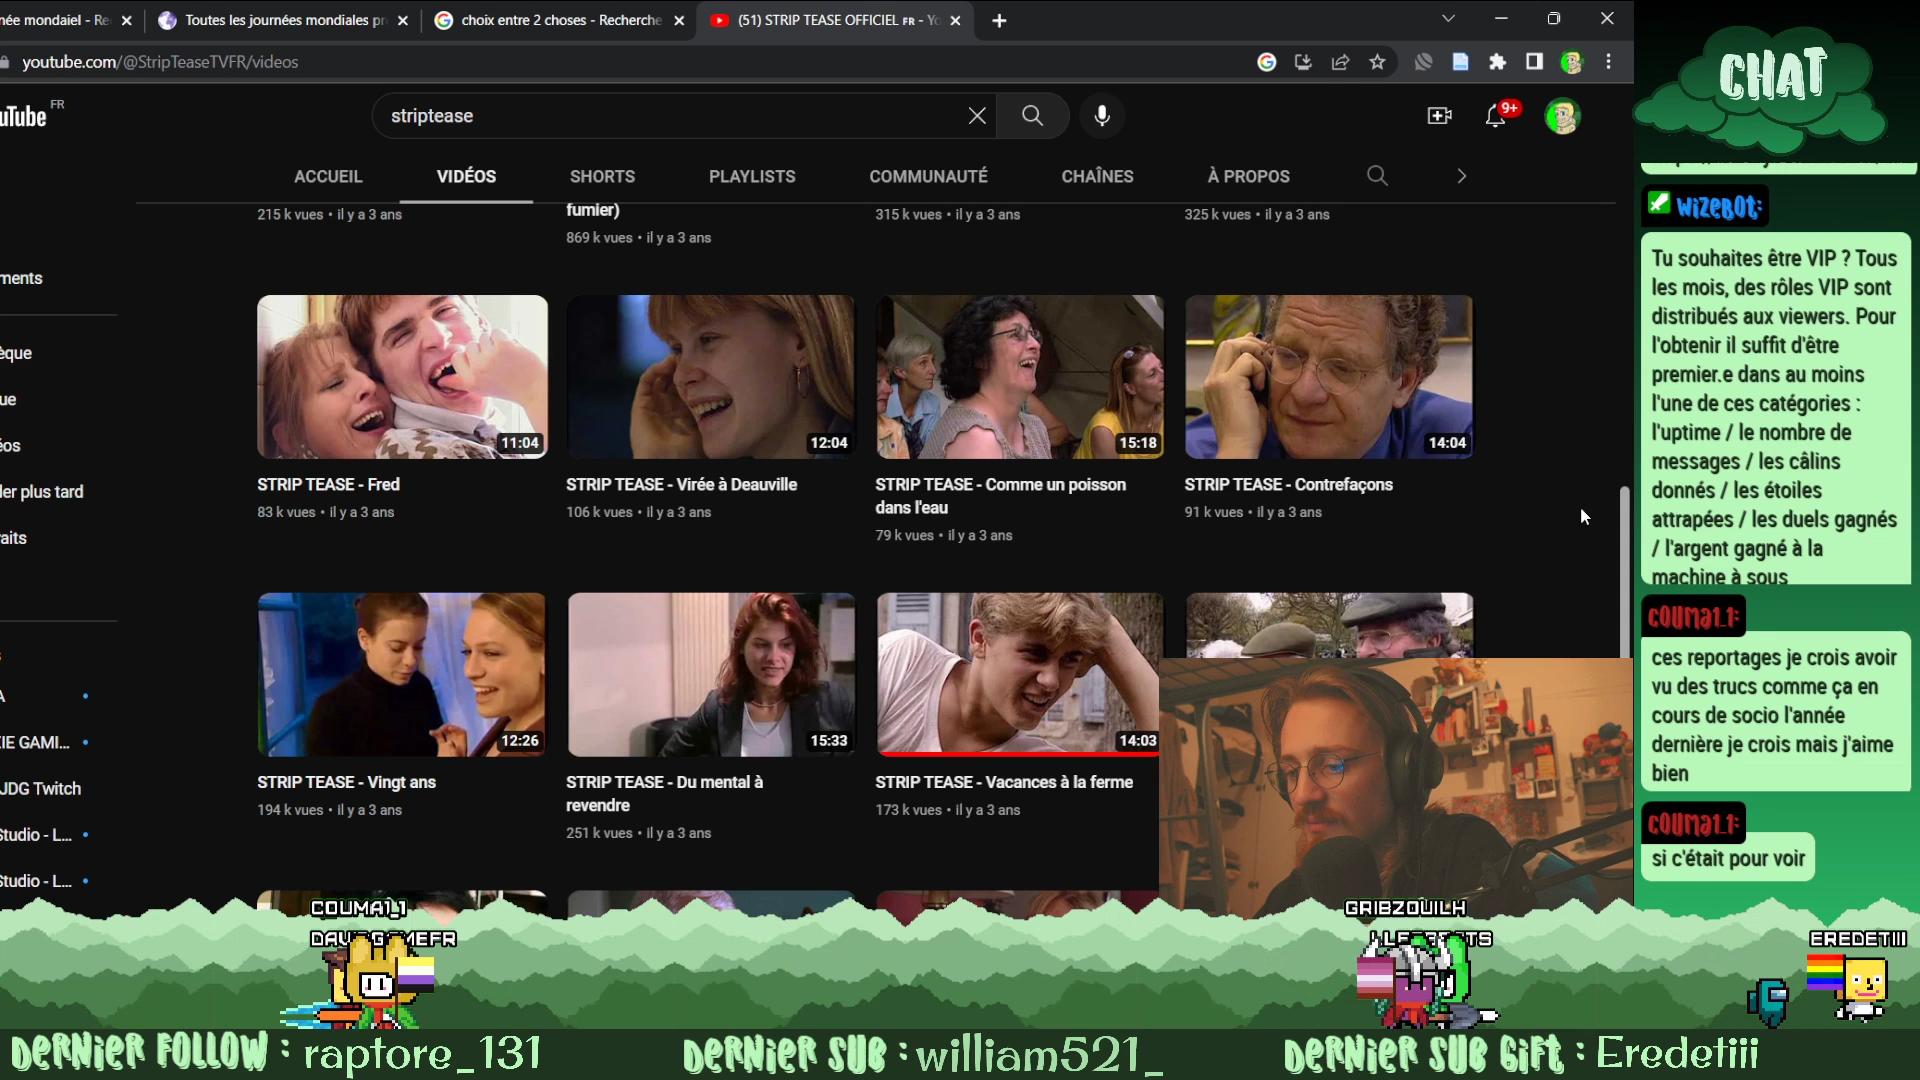 née mondaiel - Re
Toutes les journées mondiales pr
choix entre 2 choses - Recherche
(51) STRIP TEASE OFFICIEL FR - Yo
youtube.com/@StripTeaseTVFR/videos
uTube FR
striptease
9+
ACCUEIL
VIDÉOS
SHORTS
PLAYLISTS
COMMUNAUTÉ
CHAÎNES
À PROPOS
215 k vues • il y a 3 ans
fumier)
869 k vues • il y a 3 ans
315 k vues • il y a 3 ans
325 k vues • il y a 3 ans
ments
èque
ue
éos
der plus tard
raits
A
IE GAMI...
JDG Twitch
Studio - L...
Studio - L...
11:04
12:04
15:18
14:04
STRIP TEASE - Fred
83 k vues • il y a 3 ans
STRIP TEASE - Virée à Deauville
106 k vues • il y a 3 ans
STRIP TEASE - Comme un poisson
dans l'eau
79 k vues • il y a 3 ans
STRIP TEASE - Contrefaçons
91 k vues • il y a 3 ans
12:26
15:33
14:03
STRIP TEASE - Vingt ans
194 k vues • il y a 3 ans
STRIP TEASE - Du mental à
revendre
251 k vues • il y a 3 ans
STRIP TEASE - Vacances à la ferme
173 k vues • il y a 3 ans
CHAT
WizeBot:
Tu souhaites être VIP ? Tous
les mois, des rôles VIP sont
distribués aux viewers. Pour
l'obtenir il suffit d'être
premier.e dans au moins
l'une de ces catégories :
l'uptime / le nombre de
messages / les câlins
donnés / les étoiles
attrapées / les duels gagnés
/ l'argent gagné à la
machine à sous
COUMA1_1:
ces reportages je crois avoir
vu des trucs comme ça en
cours de socio l'année
dernière je crois mais j'aime
bien
COUMA1_1:
si c'était pour voir
COUMA1_1
GRIBZOUILH
EREDETIII
DERNIER FOLLOW : raptore_131
DERNIER SUB : william521_
DERNIER SUB GIFT : Eredetiii